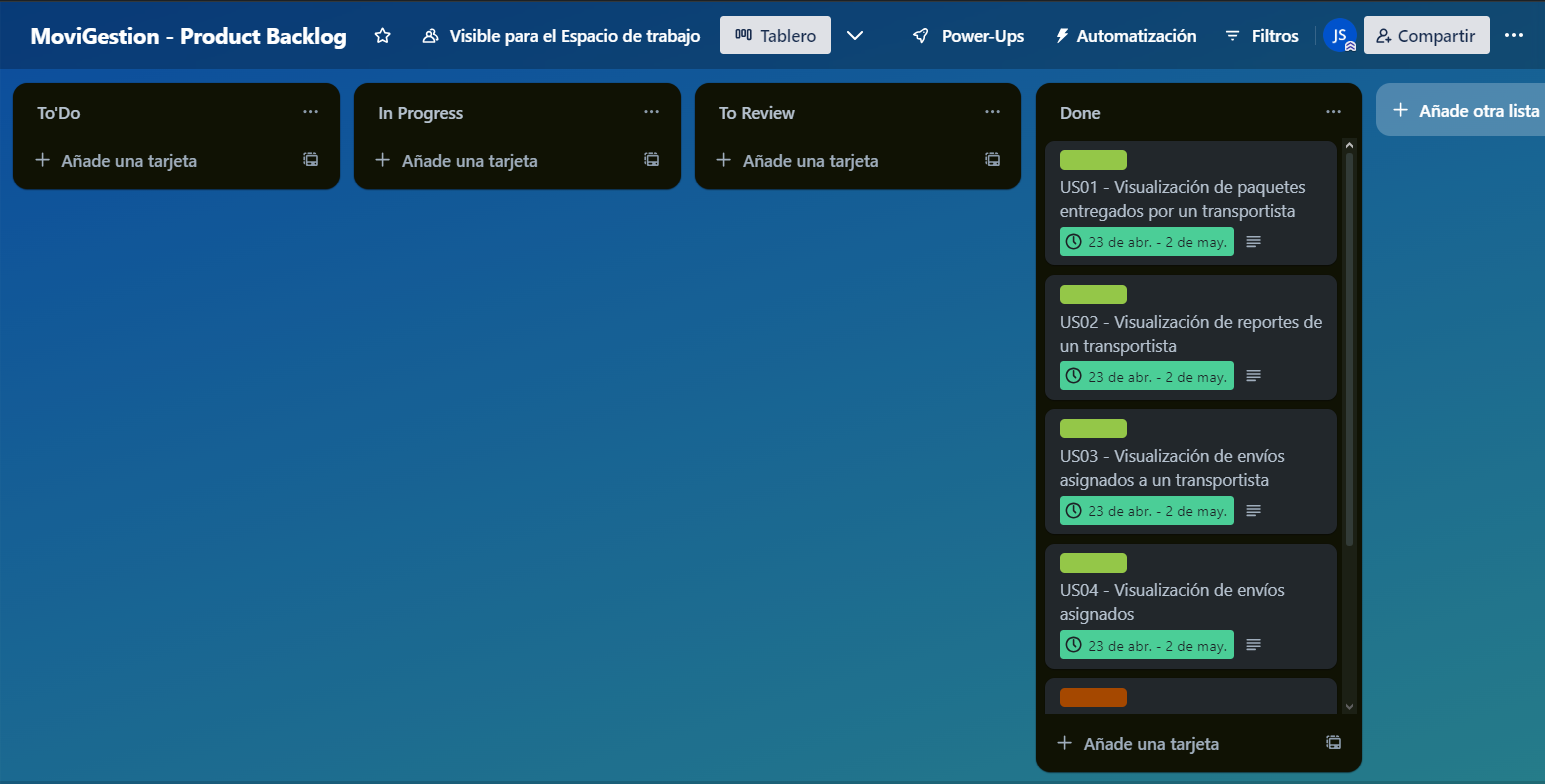 MoviGestion - Product Backlog
Visible para el Espacio de trabajo
Tablero
Power-Ups
Automatización
Filtros
JS
Compartir
To'Do
Añade una tarjeta
In Progress
Añade una tarjeta
To Review
Añade una tarjeta
Done
US01 - Visualización de paquetes
entregados por un transportista
23 de abr. - 2 de may.
US02 - Visualización de reportes de
un transportista
23 de abr. - 2 de may.
US03 - Visualización de envíos
asignados a un transportista
23 de abr. - 2 de may.
US04 - Visualización de envíos
asignados
23 de abr. - 2 de may.
Añade una tarjeta
Añade otra lista